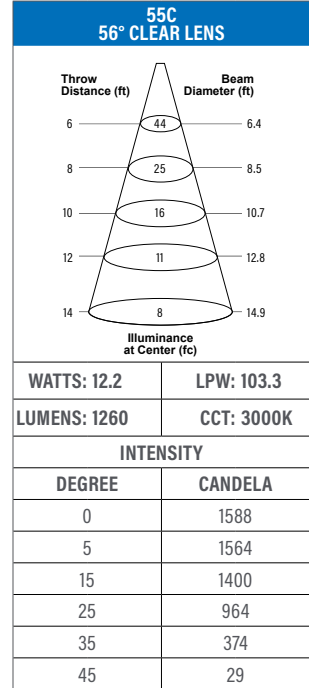 55C
56° CLEAR LENS
Throw Distance (ft)
Beam Diameter (ft)
6 44 6.4
8 25 8.5
10 16 10.7
12 11 12.8
14 8 14.9
Illuminance
at Center (fc)
WATTS: 12.2 LPW: 103.3
LUMENS: 1260 CCT: 3000K
INTENSITY
DEGREE CANDELA
0 1588
5 1564
15 1400
25 964
35 374
45 29